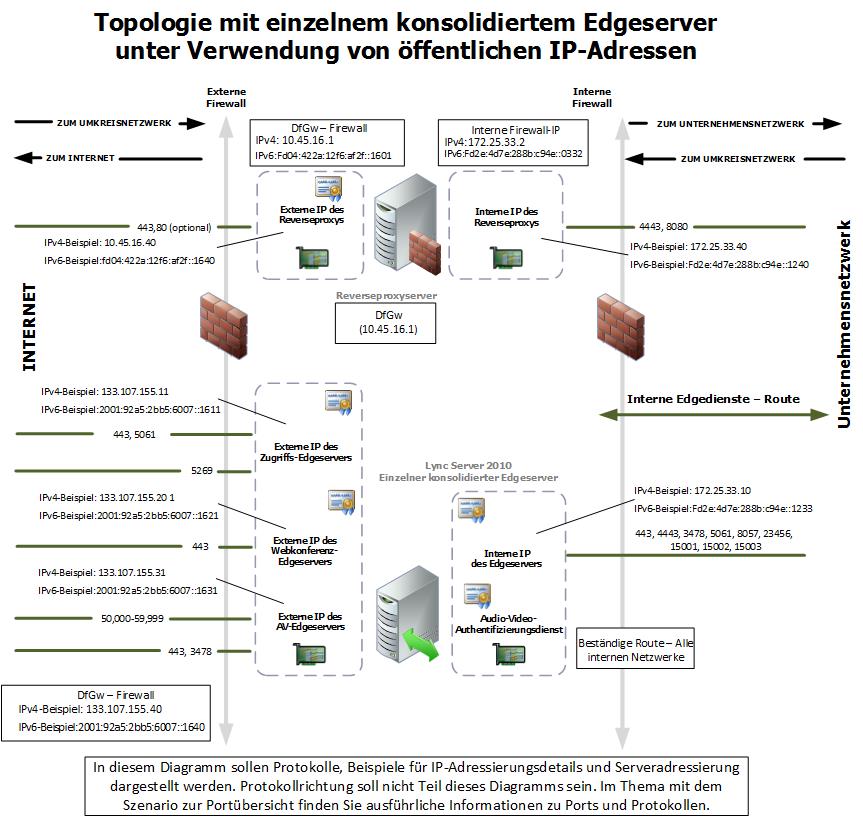 Topologie mit einzelnem konsolidiertem Edgeserver
unter Verwendung von öffentlichen IP-Adressen
Externe
Firewall
Interne
Firewall
ZUM UMKREISNETZWERK
ZUM INTERNET
DfGw – Firewall
IPv4: 10.45.16.1
IPv6:Fd04:422a:12f6:af2f::1601
Interne Firewall-IP
IPv4:172.25.33.2
IPv6:Fd2e:4d7e:288b:c94e::0332
ZUM UNTERNEHMENSNETZWERK
ZUM UMKREISNETZWERK
443,80 (optional)
IPv4-Beispiel: 10.45.16.40
IPv6-Beispiel:fd04:422a:12f6:af2f::1640
Externe IP des
Reverseproxys
Interne IP des
Reverseproxys
4443, 8080
IPv4-Beispiel: 172.25.33.40
IPv6-Beispiel:Fd2e:4d7e:288b:c94e::1240
Reverseproxyserver
DfGw
(10.45.16.1)
INTERNET
Unternehmensnetzwerk
IPv4-Beispiel: 133.107.155.11
IPv6-Beispiel:2001:92a5:2bb5:6007::1611
443, 5061
Externe IP des
Zugriffs-Edgeservers
5269
Interne Edgedienste – Route
Lync Server 2010
Einzelner konsolidierter Edgeserver
IPv4-Beispiel: 133.107.155.20 1
IPv6-Beispiel:2001:92a5:2bb5:6007::1621
443
Externe IP des
Webkonferenz-
Edgeservers
IPv4-Beispiel: 172.25.33.10
IPv6-Beispiel:Fd2e:4d7e:288b:c94e::1233
443, 4443, 3478, 5061, 8057, 23456,
15001, 15002, 15003
Interne IP
des Edgeservers
IPv4-Beispiel: 133.107.155.31
IPv6-Beispiel:2001:92a5:2bb5:6007::1631
50,000-59,999
Externe IP des
AV-Edgeservers
443, 3478
Audio-Video-
Authentifizierungsdienst
Beständige Route – Alle
internen Netzwerke
DfGw – Firewall
IPv4-Beispiel: 133.107.155.40
IPv6-Beispiel:2001:92a5:2bb5:6007::1640
In diesem Diagramm sollen Protokolle, Beispiele für IP-Adressierungsdetails und Serveradressierung
dargestellt werden. Protokollrichtung soll nicht Teil dieses Diagramms sein. Im Thema mit dem
Szenario zur Portübersicht finden Sie ausführliche Informationen zu Ports und Protokollen.